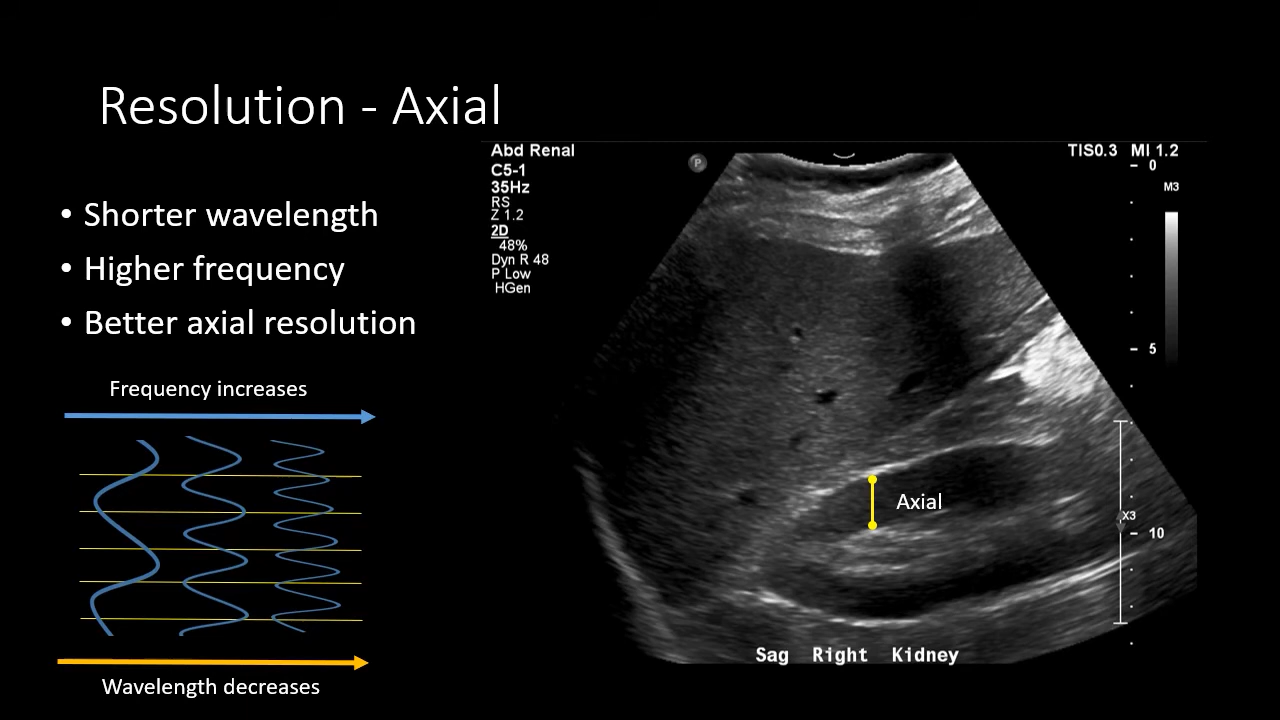 Resolution - Axial
• Shorter wavelength
• Higher frequency
• Better axial resolution
Frequency increases
Wavelength decreases
Abd Renal
C5-1
35Hz
RS
Z 1.2
2D
48%
Dyn R 48
P Low
HGen
P
TIS0.3 MI 1.2
0
M3
5
X3
10
Axial
Sag Right Kidney